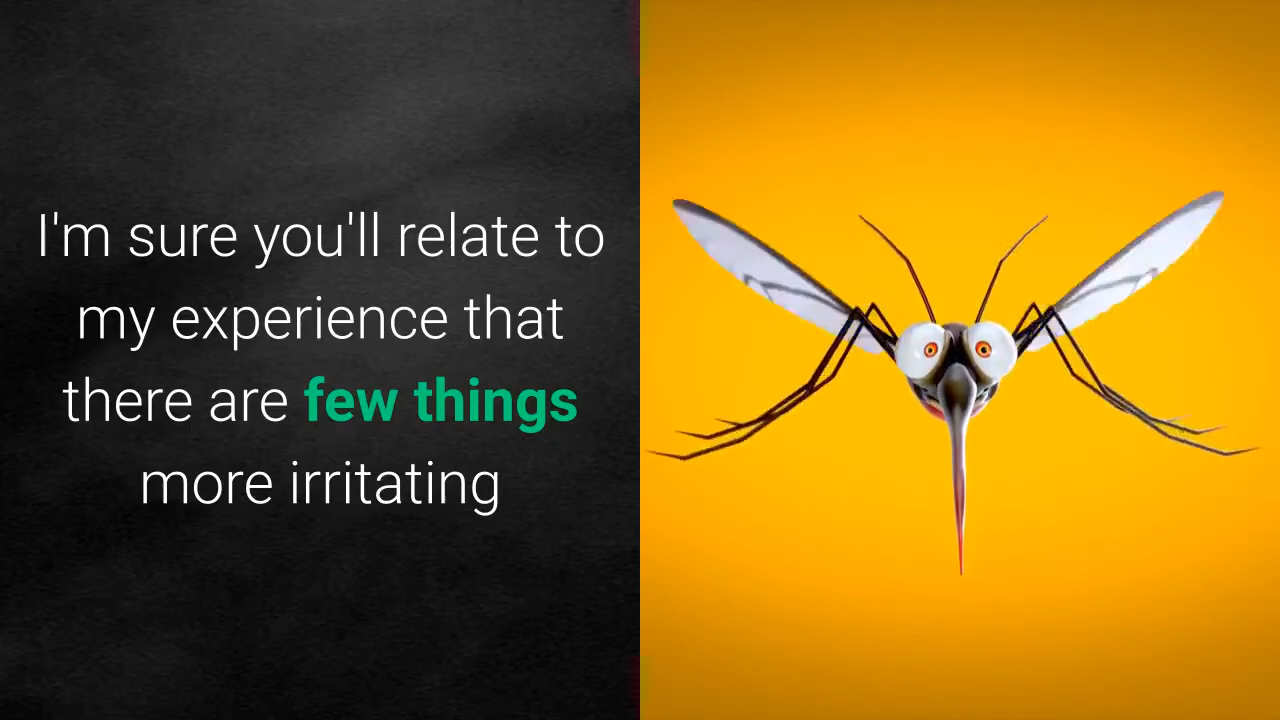 I'm sure you'll relate to
my experience that
there are few things
more irritating